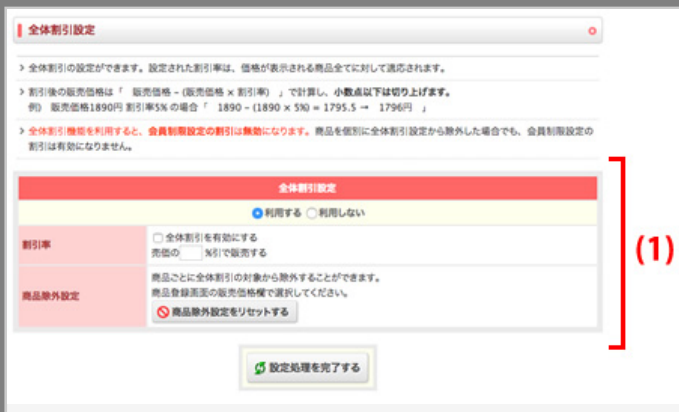 全体割引設定
> 全体割引の設定ができます。設定された割引率は、価格が表示される商品全てに対して適応されます。
> 割引後の販売価格は「　販売価格 – (販売価格 × 割引率)　」で計算し、小数点以下は切り上げます。
例)　販売価格1890円 割引率5% の場合「　1890 – (1890 × 5%) = 1795.5 →　1796円　」
> 全体割引機能を利用すると、会員制限設定の割引は無効になります。商品を個別に全体割引設定から除外した場合でも、会員制限設定の
割引は有効になりません。
全体割引設定
利用する 利用しない
割引率
全体割引を有効にする
売価の %引で販売する
商品除外設定
商品ごとに全体割引の対象から除外することができます。
商品登録画面の販売価格欄で選択してください。
商品除外設定をリセットする
(1)
設定処理を完了する